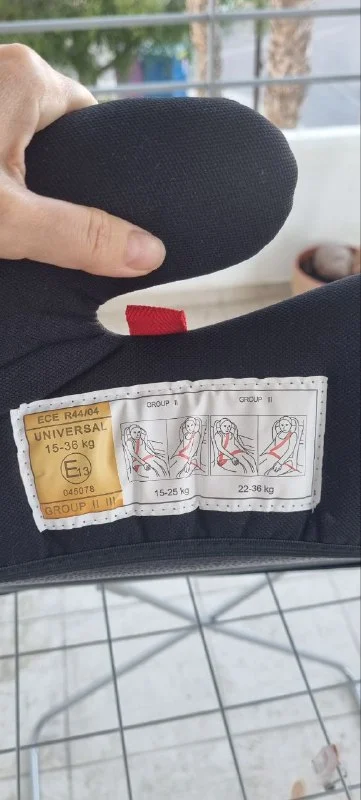 ECE R44/04
UNIVERSAL
15-36 kg
E13
045078
GROUP II III
GROUP II
15-25 kg
GROUP III
22-36 kg